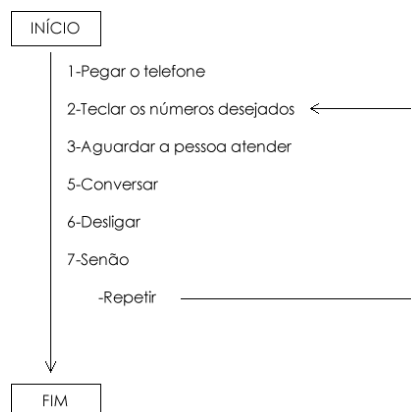 INÍCIO
1-Pegar o telefone
2-Teclar os números desejados
3-Aguardar a pessoa atender
5-Conversar
6-Desligar
7-Senão
-Repetir
FIM